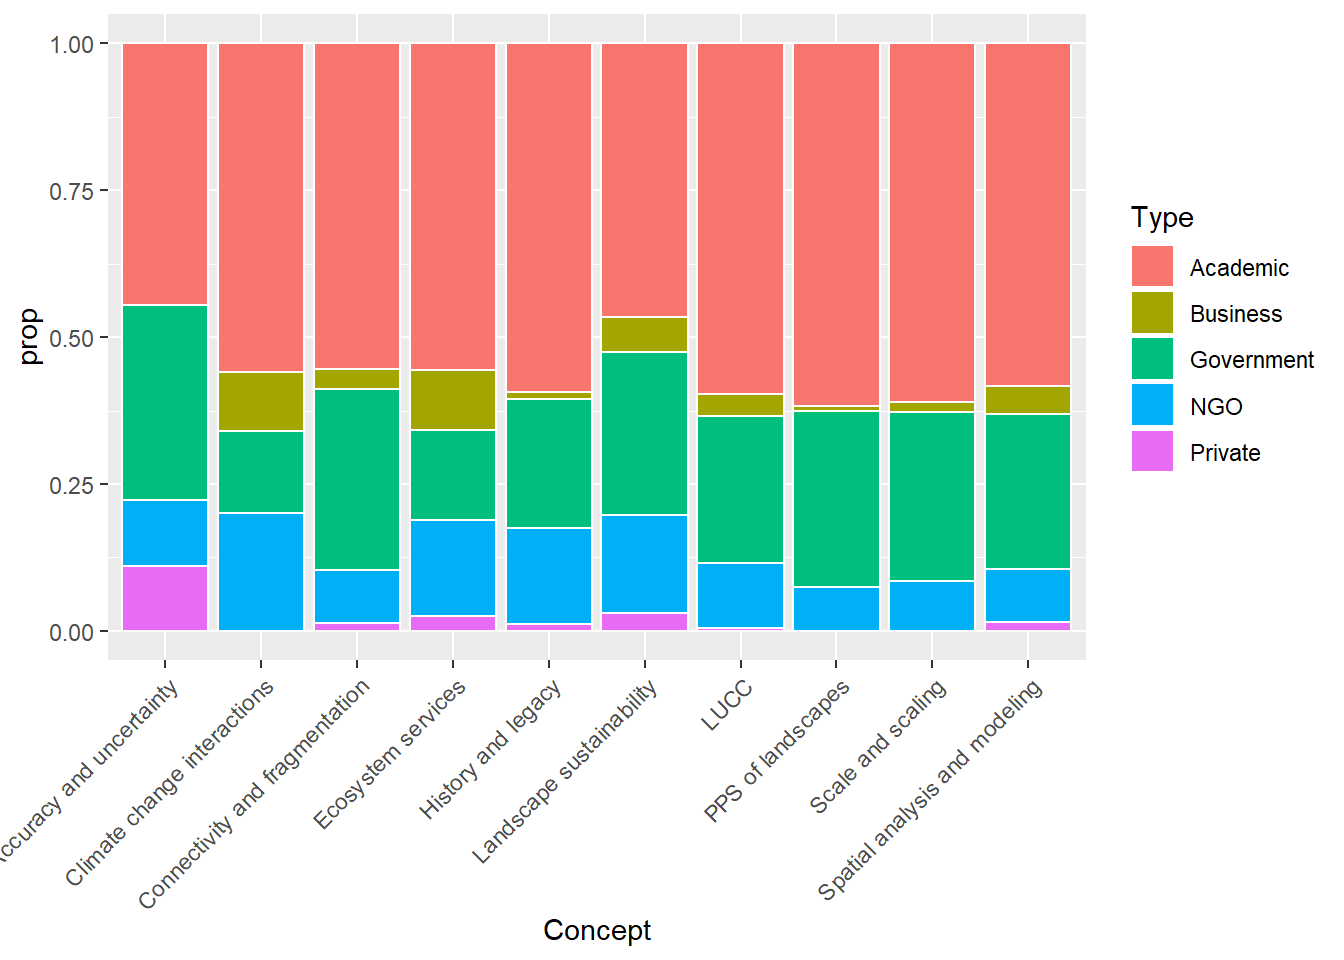 1.00
0.75
0.50
0.25
0.00
prop
Accuracy and uncertainty
Climate change interactions
Connectivity and fragmentation
Ecosystem services
History and legacy
Landscape sustainability
LUCC
PPS of landscapes
Scale and scaling
Spatial analysis and modeling
Concept
Type
Academic
Business
Government
NGO
Private